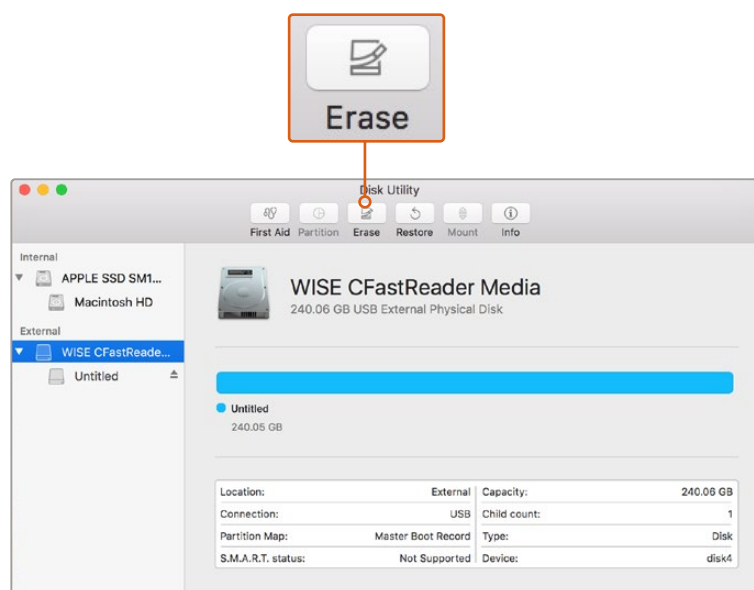 Erase
Disk Utility
First Aid Partition Erase Restore Mount Info
Internal
APPLE SSD SM1...
Macintosh HD
External
WISE CFastReade...
Untitled
WISE CFastReader Media
240.06 GB USB External Physical Disk
Untitled
240.05 GB
Location: External Capacity: 240.06 GB
Connection: USB Child count: 1
Partition Map: Master Boot Record Type: Disk
S.M.A.R.T. status: Not Supported Device: disk4